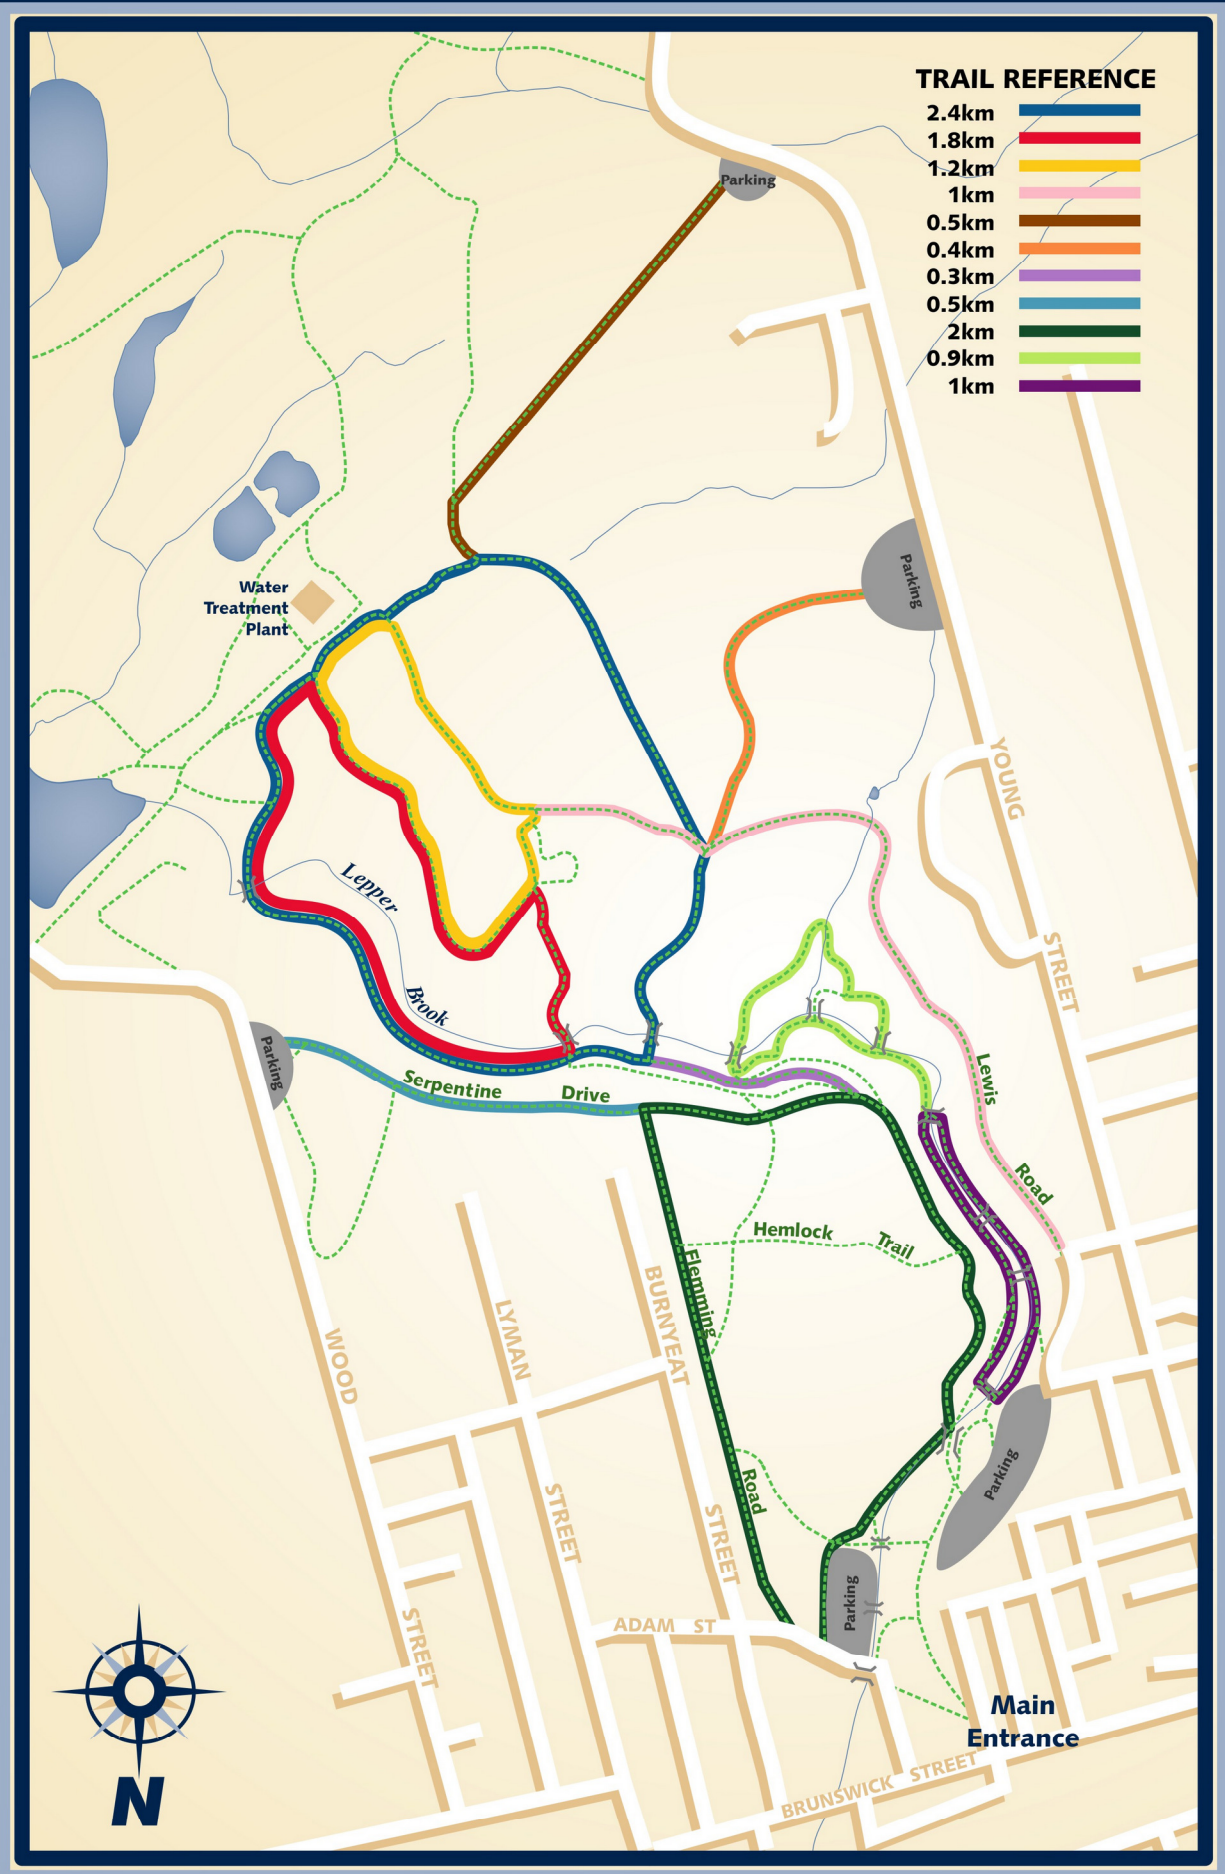 TRAIL REFERENCE
2.4km
1.8km
1.2km
1km
0.5km
0.4km
0.3km
0.5km
2km
0.9km
1km
Parking
Parking
Water
Treatment
Plant
YOUNG
STREET
Lepper
Brook
Parking
Serpentine Drive
Lewis
Road
Hemlock Trail
Flemming
Road
WOOD
STREET
LYMAN
STREET
BURNYEAT
STREET
Parking
Parking
ADAM ST
Main
Entrance
BRUNSWICK STREET
N